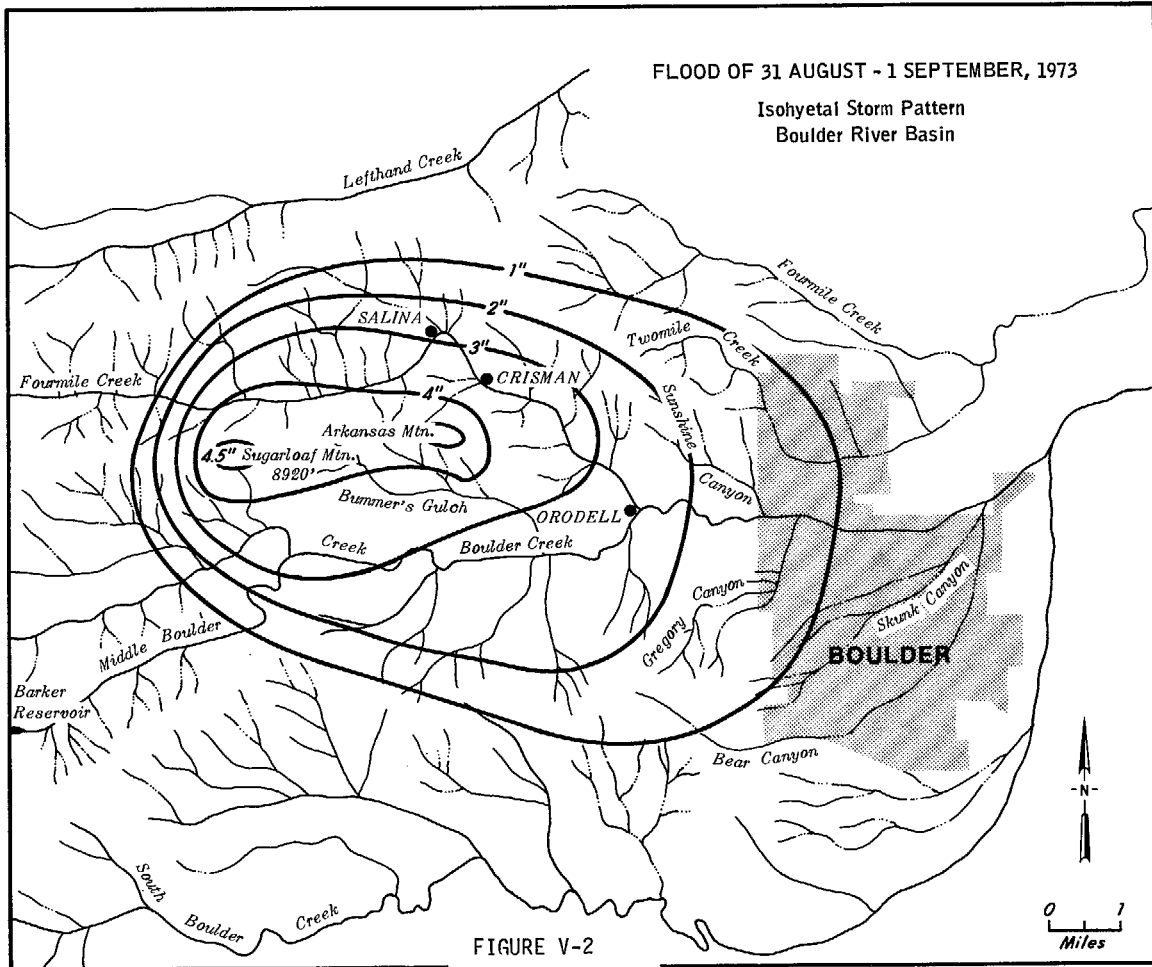 FLOOD OF 31 AUGUST - 1 SEPTEMBER, 1973
Isohyetal Storm Pattern
Boulder River Basin
Lefthand Creek
Fourmile Creek
1"
2"
SALINA
Twomile
Creek
3"
CRISMAN
Fourmile Creek
4"
Sunshine
Canyon
Arkansas Mtn.
4.5" Sugarloaf Mtn.
8920'
Bummer's Gulch
ORODELL
Creek
Boulder Creek
Middle Boulder
Gregory
Canyon
Skunk Canyon
BOULDER
Barker
Reservoir
Bear Canyon
-N-
South
Boulder
Creek
0 1
Miles
FIGURE V-2